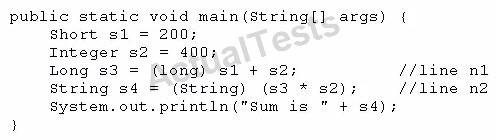 public static void main(String[] args) {
    Short s1 = 200;
    Integer s2 = 400;
    Long s3 = (long) s1 + s2;          //line n1
    String s4 = (String) (s3 * s2);    //line n2
    System.out.println("Sum is " + s4);
}
ActualTests